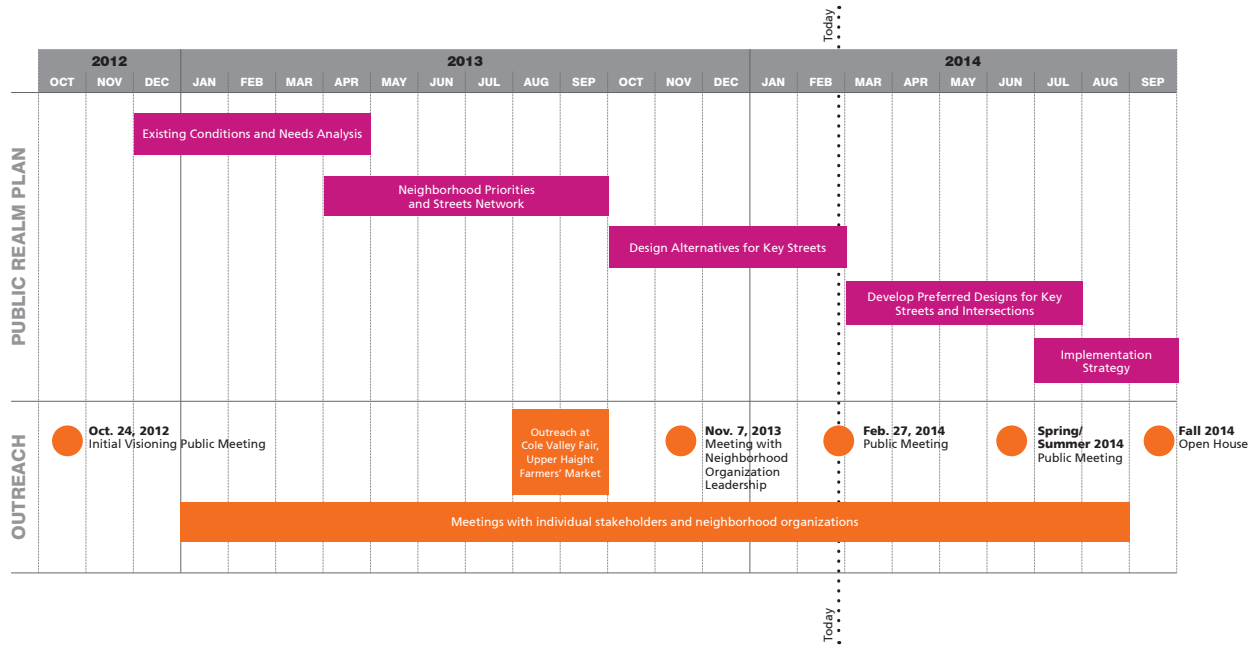 Today
2012
2013
2014
OCT NOV DEC JAN FEB MAR APR MAY JUN JUL AUG SEP OCT NOV DEC JAN FEB MAR APR MAY JUN JUL AUG SEP
PUBLIC REALM PLAN
Existing Conditions and Needs Analysis
Neighborhood Priorities
and Streets Network
Design Alternatives for Key Streets
Develop Preferred Designs for Key
Streets and Intersections
Implementation
Strategy
OUTREACH
Oct. 24, 2012
Initial Visioning Public Meeting
Outreach at
Cole Valley Fair,
Upper Haight
Farmers’ Market
Nov. 7, 2013
Meeting with
Neighborhood
Organization
Leadership
Feb. 27, 2014
Public Meeting
Spring/
Summer 2014
Public Meeting
Fall 2014
Open House
Meetings with individual stakeholders and neighborhood organizations
Today